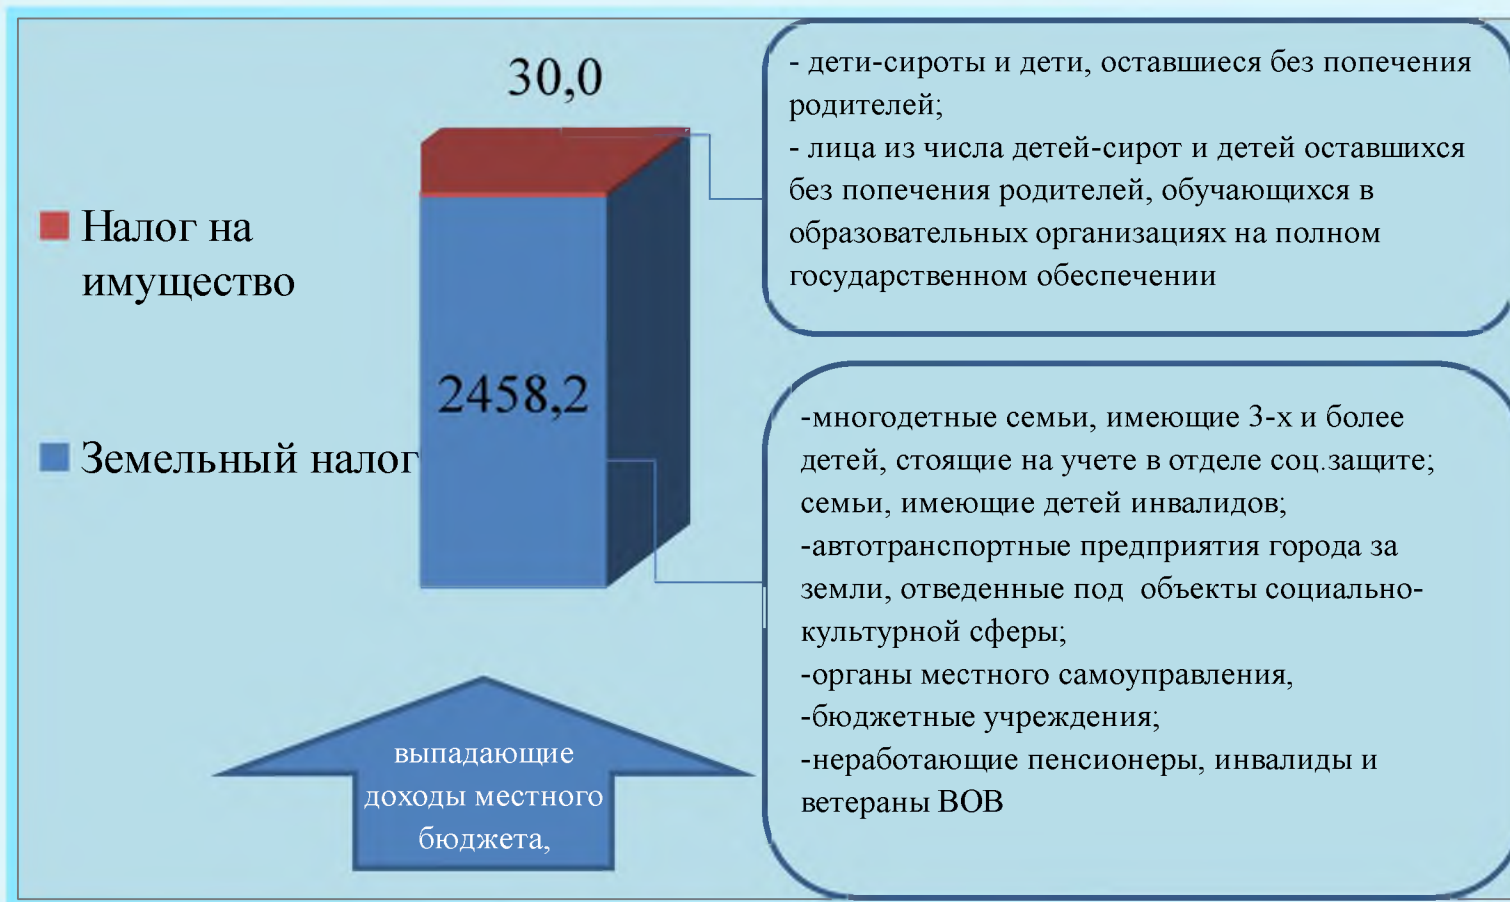 30,0
Налог на
имущество
2458,2
Земельный налог
выпадающие
доходы местного
бюджета,
- дети-сироты и дети, оставшиеся без попечения
родителей;
- лица из числа детей-сирот и детей оставшихся
без попечения родителей, обучающихся в
образовательных организациях на полном
государственном обеспечении
-многодетные семьи, имеющие 3-х и более
детей, стоящие на учете в отделе соц.защите;
семьи, имеющие детей инвалидов;
-автотранспортные предприятия города за
земли, отведенные под  объекты социально-
культурной сферы;
-органы местного самоуправления,
-бюджетные учреждения;
-неработающие пенсионеры, инвалиды и
ветераны ВОВ